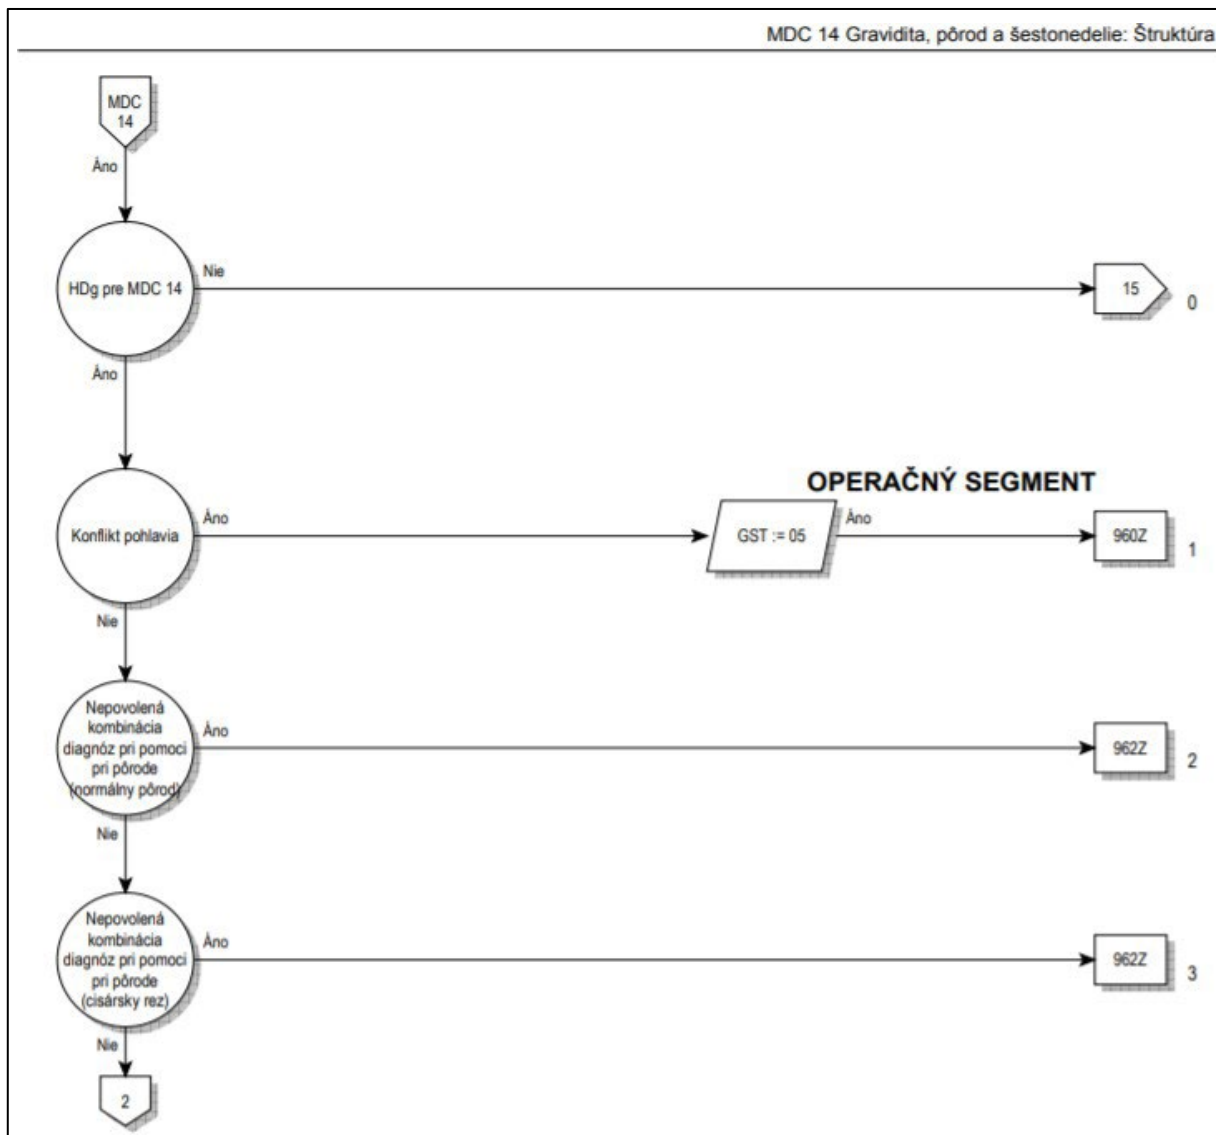 MDC 14 Gravidita, pôrod a šestonedelie: Štruktúra
MDC
14
Áno
HDg pre MDC 14
Nie
15
0
Áno
OPERAČNÝ SEGMENT
Konflikt pohlavia
Áno
GST := 05
Áno
960Z
1
Nie
Nepovolená
kombinácia
diagnóz pri pomoci
pri pôrode
(normálny pôrod)
Áno
962Z
2
Nie
Nepovolená
kombinácia
diagnóz pri pomoci
pri pôrode
(cisársky rez)
Áno
962Z
3
Nie
2